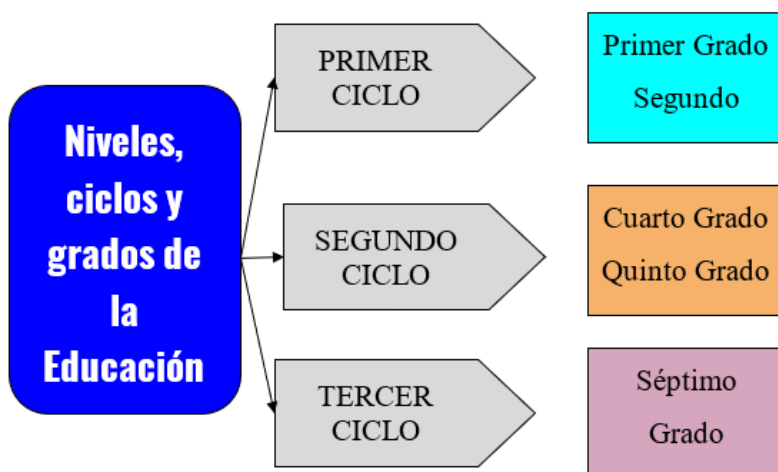 Niveles,
ciclos y
grados de
la
Educación
PRIMER
CICLO
Primer Grado
Segundo
SEGUNDO
CICLO
Cuarto Grado
Quinto Grado
TERCER
CICLO
Séptimo
Grado